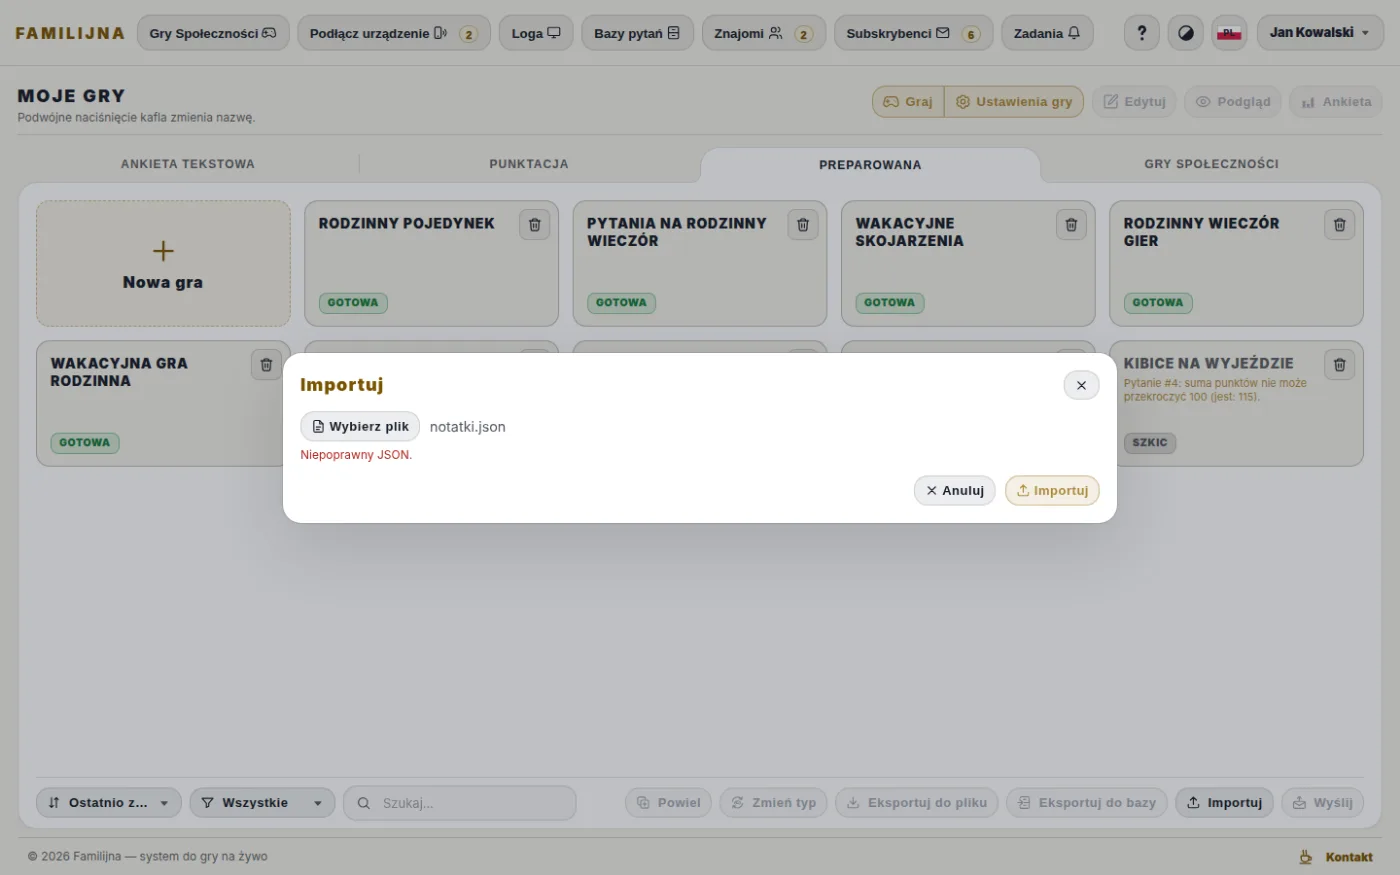 FAMILIJNA
Gry Społeczności
Podłącz urządzenie 2
Loga
Bazy pytań
Znajomi 2
Subskrybenci 6
Zadania
?
PL
Jan Kowalski
MOJE GRY
Podwójne naciśnięcie kafla zmienia nazwę.
Graj
Ustawienia gry
Edytuj
Podgląd
Ankieta
ANKIETA TEKSTOWA
PUNKTACJA
PREPAROWANA
GRY SPOŁECZNOŚCI
Nowa gra
RODZINNY POJEDYNEK
GOTOWA
PYTANIA NA RODZINNY
WIECZÓR
GOTOWA
WAKACYJNE
SKOJARZENIA
GOTOWA
RODZINNY WIECZÓR
GIER
GOTOWA
WAKACYJNA GRA
RODZINNA
GOTOWA
KIBICE NA WYJEŹDZIE
Pytanie #4: suma punktów nie może
przekroczyć 100 (jest: 115).
SZKIC
Importuj
Wybierz plik
notatki.json
Niepoprawny JSON.
Anuluj
Importuj
Ostatnio z...
Wszystkie
Szukaj...
Powiel
Zmień typ
Eksportuj do pliku
Eksportuj do bazy
Importuj
Wyślij
© 2026 Familijna — system do gry na żywo
Kontakt